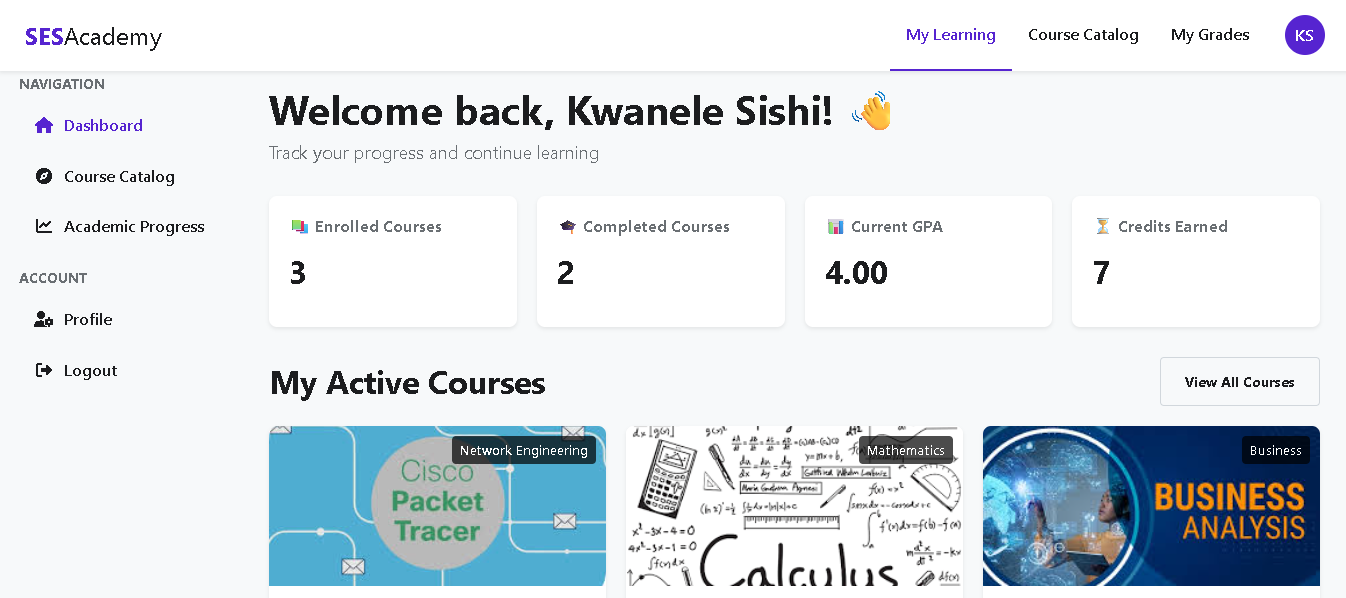 SESAcademy
My Learning
Course Catalog
My Grades
KS
NAVIGATION
Dashboard
Course Catalog
Academic Progress
ACCOUNT
Profile
Logout
Welcome back, Kwanele Sishi! 👋
Track your progress and continue learning
Enrolled Courses
3
Completed Courses
2
Current GPA
4.00
Credits Earned
7
My Active Courses
View All Courses
Network Engineering
Cisco
Packet
Tracer
Mathematics
Calculus
Business
BUSINESS
ANALYSIS